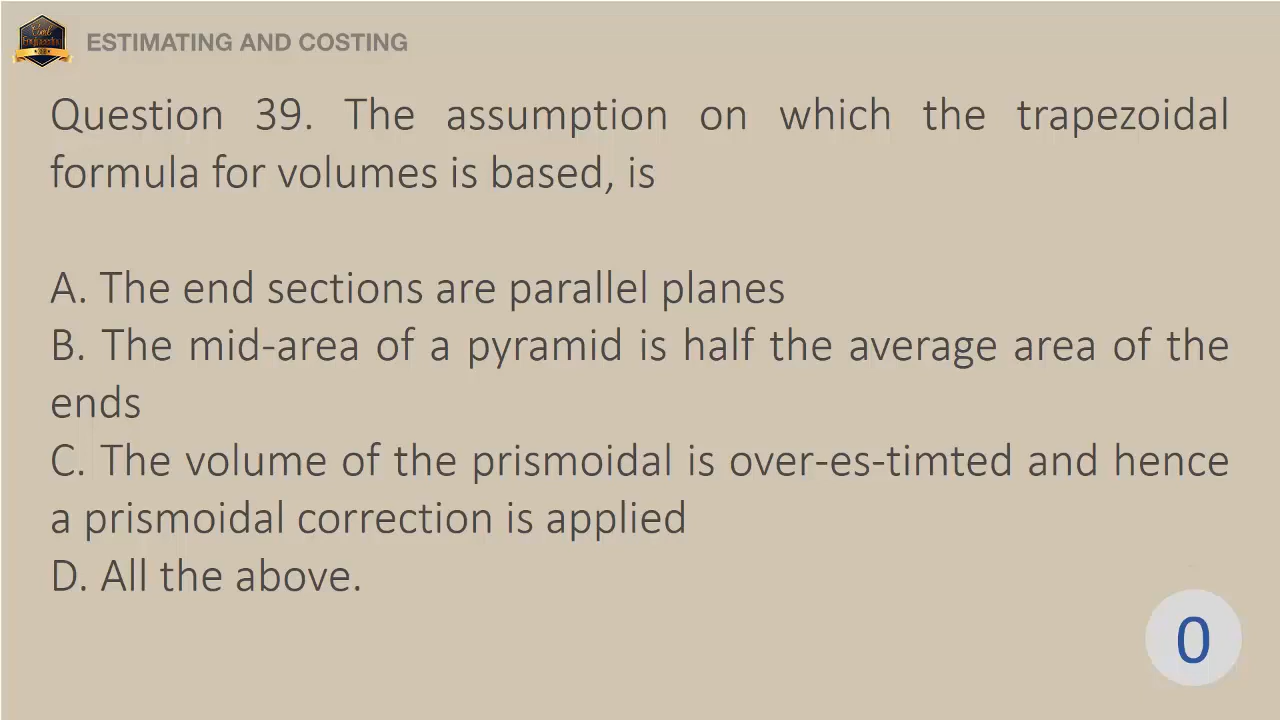 Civil
Engineering
ESTIMATING AND COSTING
Question 39. The assumption on which the trapezoidal
formula for volumes is based, is
A. The end sections are parallel planes
B. The mid-area of a pyramid is half the average area of the
ends
C. The volume of the prismoidal is over-es-timted and hence
a prismoidal correction is applied
D. All the above.
0